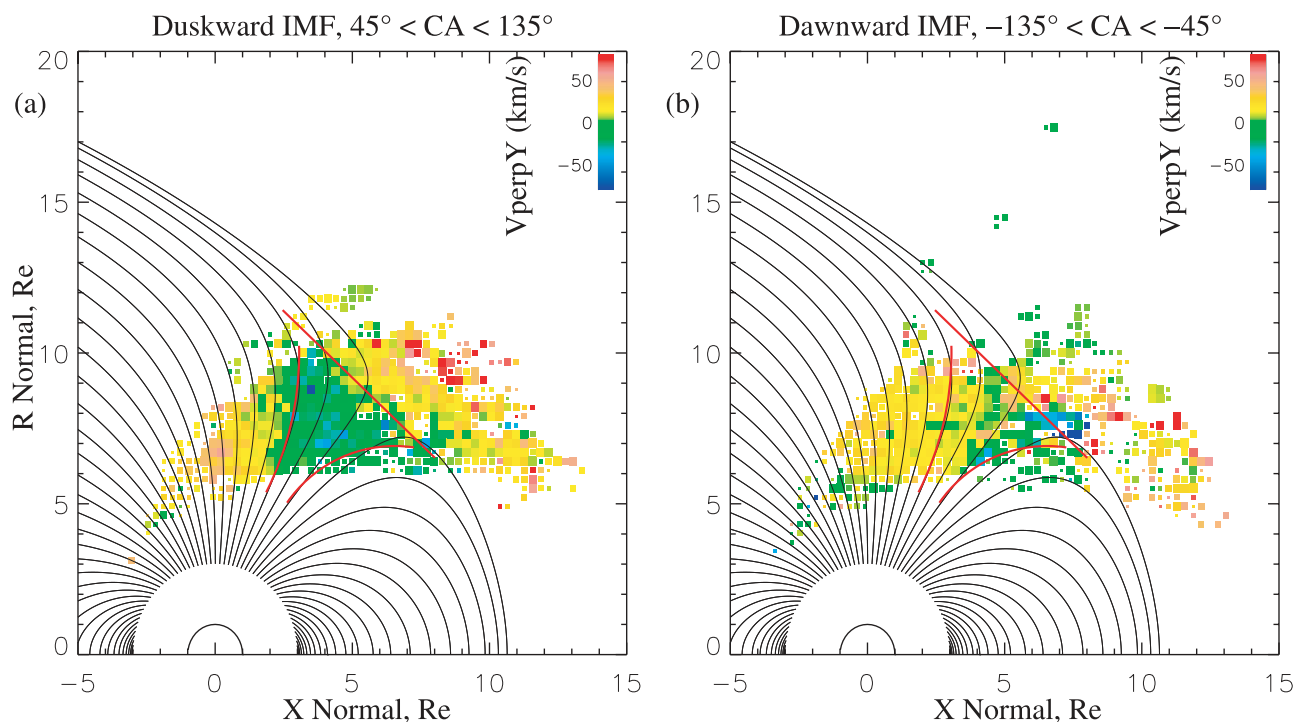 Duskward IMF, 45° < CA < 135°
Dawnward IMF, −135° < CA < −45°
(a)
(b)
R Normal, Re
20
15
10
5
0
−5
0
5
10
15
X Normal, Re
VperpY (km/s)
50
0
−50
20
15
10
5
0
−5
0
5
10
15
X Normal, Re
VperpY (km/s)
50
0
−50